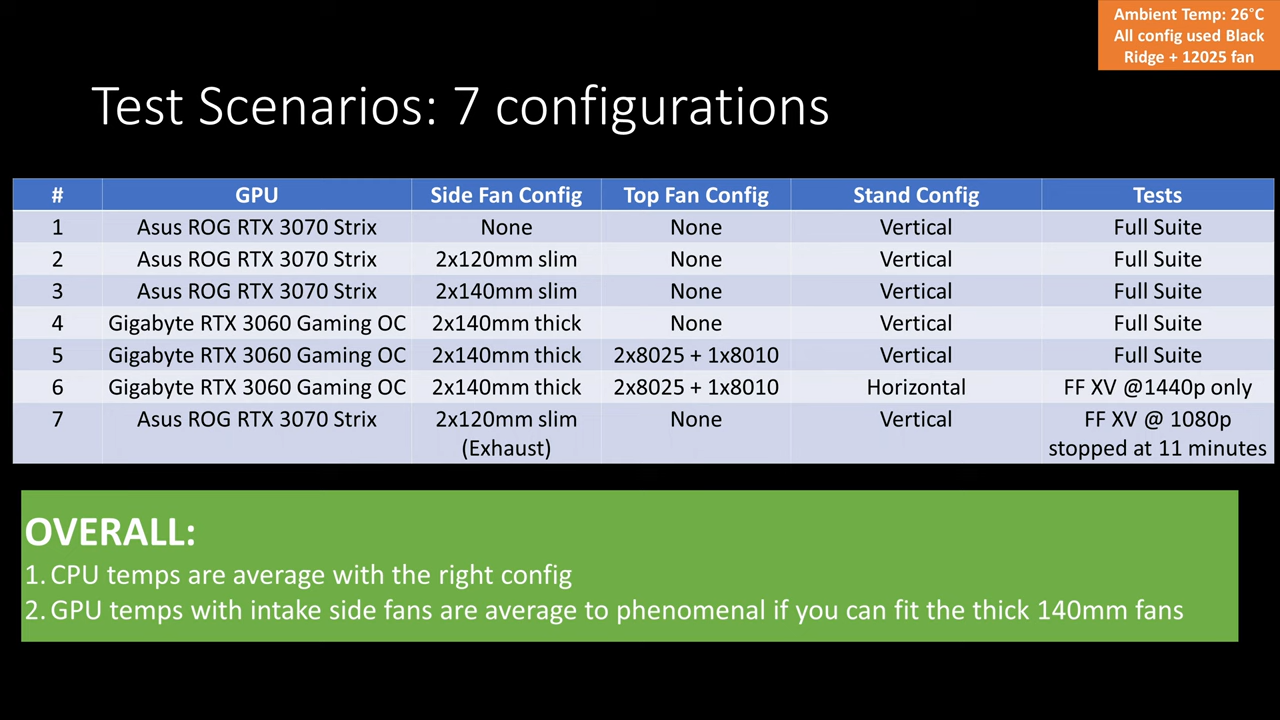 Ambient Temp: 26°C
All config used Black
Ridge + 12025 fan
Test Scenarios: 7 configurations
# GPU Side Fan Config Top Fan Config Stand Config Tests
1 Asus ROG RTX 3070 Strix None None Vertical Full Suite
2 Asus ROG RTX 3070 Strix 2x120mm slim None Vertical Full Suite
3 Asus ROG RTX 3070 Strix 2x140mm slim None Vertical Full Suite
4 Gigabyte RTX 3060 Gaming OC 2x140mm thick None Vertical Full Suite
5 Gigabyte RTX 3060 Gaming OC 2x140mm thick 2x8025 + 1x8010 Vertical Full Suite
6 Gigabyte RTX 3060 Gaming OC 2x140mm thick 2x8025 + 1x8010 Horizontal FF XV @1440p only
7 Asus ROG RTX 3070 Strix 2x120mm slim None Vertical FF XV @ 1080p
(Exhaust) stopped at 11 minutes
OVERALL:
1. CPU temps are average with the right config
2. GPU temps with intake side fans are average to phenomenal if you can fit the thick 140mm fans